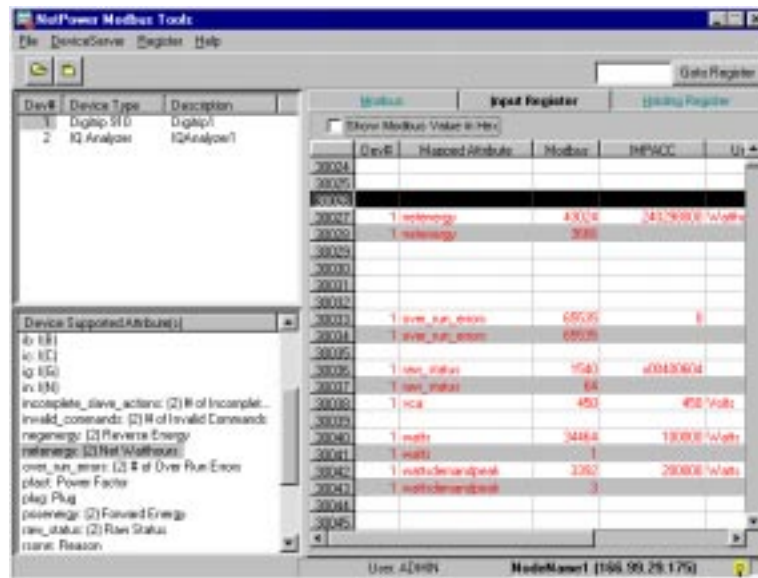 NetPower Modbus Tools
File DeviceServer Register Help
Goto Register
Dev# Device Type Description
1 Digitrip 910 Digitrip1
2 IQ Analyzer IQAnalyzer1
Modbus Input Register Holding Register
Show Modbus Value in Hex
Dev# Mapped Attribute Modbus IMPACC
30024
30025
30026
30027 1 netenergy 43024 240290800
30028 1 netenergy
30029
30030
30031
30032
30033 1 over_run_errors 65535
30034 1 over_run_errors 65535
30035
30036 1 raw_status 1540 x00400604
30037 1 raw_status 64
30038 1 vca 450 450 Volts
30039
30040 1 watts 34464 100000 Watts
30041 1 watts 1
30042 1 wattsdemandpeak 3392 200000 Watts
30043 1 wattsdemandpeak 3
30044
30045
Device Supported Attribute(s)
ib: I(B)
ic: I(C)
ig: I(G)
in: I(N)
incomplete_slave_actions: (2) # of Incomplet...
invalid_commands: (2) # of Invalid Commands
negenergy: (2) Reverse Energy
netenergy: (2) Net Watthours
over_run_errors: (2) # of Over Run Errors
pfact: Power Factor
plug: Plug
posenergy: (2) Forward Energy
raw_status: (2) Raw Status
rsonn: Reason
User: ADMIN NodeName1 (166.99.29.175)